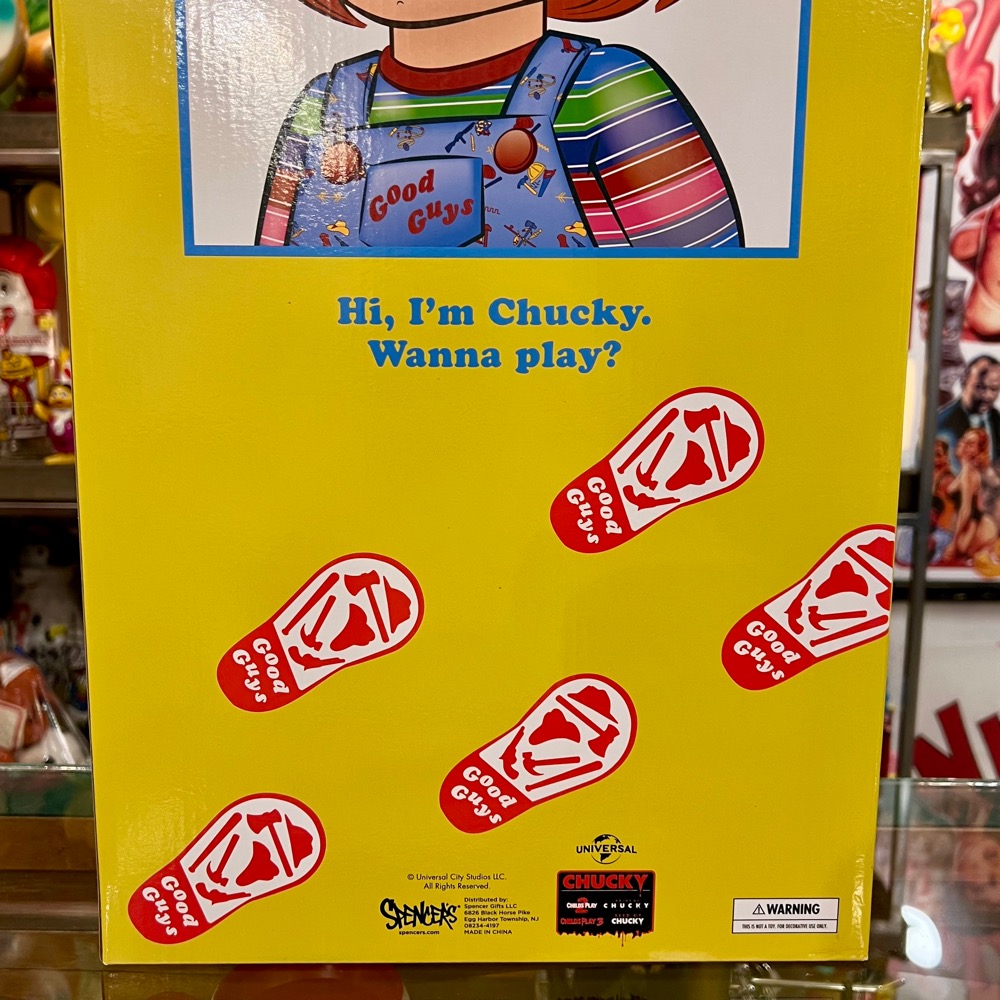 Good
Guys
Hi, I'm Chucky.
Wanna play?
Good
Guys
Good
Guys
Good
Guys
Good
Guys
Good
Guys
UNIVERSAL
© Universal City Studios LLC.
All Rights Reserved.
SPENCER'S
spencers.com
Distributed by:
Spencer Gifts LLC
6826 Black Horse Pike
Egg Harbor Township, NJ
08234-4197
MADE IN CHINA
CHUCKY
CHILD'S PLAY 2
CHUCKY
CHILD'S PLAY 3
CHUCKY
⚠ WARNING
THIS IS NOT A TOY. FOR DECORATIVE USE ONLY.